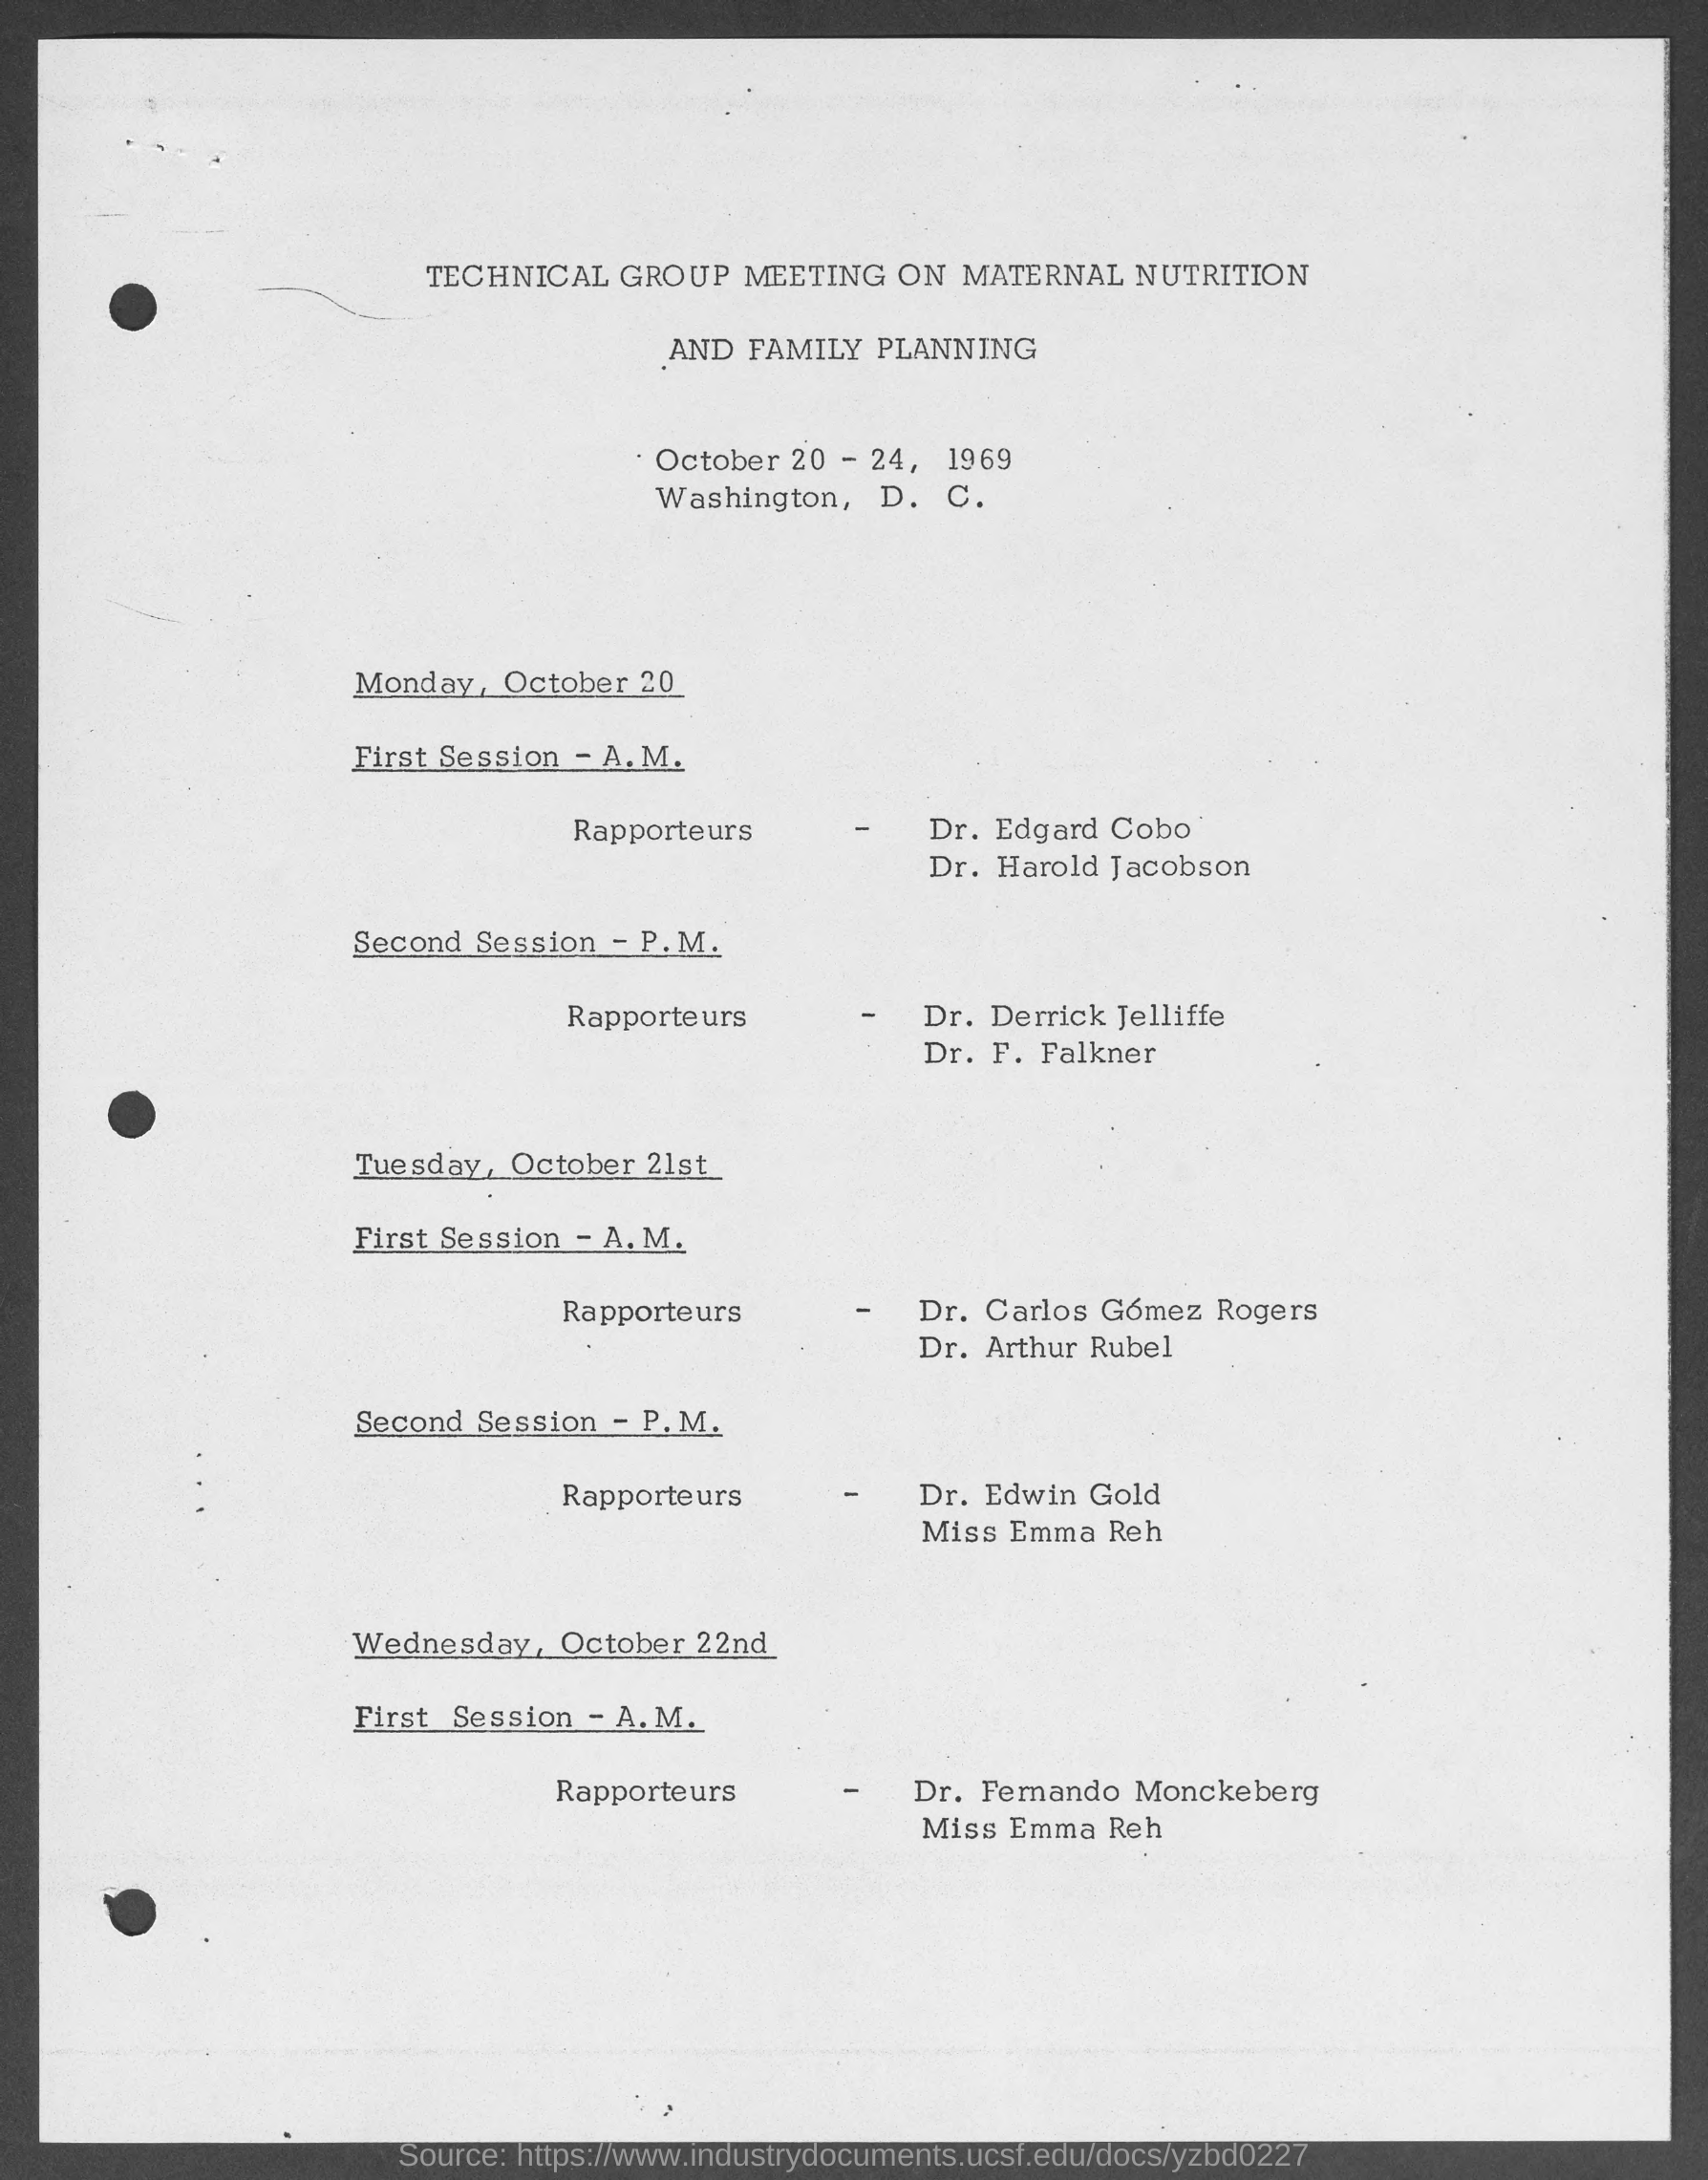 TECHNICAL GROUP MEETING ON MATERNAL NUTRITION
AND FAMILY PLANNING
October 20 - 24, 1969
Washington, D. C.
Monday, October 20
First Session - A.M.
Rapporteurs - Dr. Edgard Cobo
Dr. Harold Jacobson
Second Session - P.M.
Rapporteurs - Dr. Derrick Jelliffe
Dr. F. Falkner
Tuesday, October 21st
First Session - A.M.
Rapporteurs - Dr. Carlos Gómez Rogers
Dr. Arthur Rubel
Second Session - P.M.
Rapporteurs - Dr. Edwin Gold
Miss Emma Reh
Wednesday, October 22nd
First Session - A.M.
Rapporteurs - Dr. Fernando Monckeberg
Miss Emma Reh
Source: https://www.industrydocuments.ucsf.edu/docs/yzbd0227